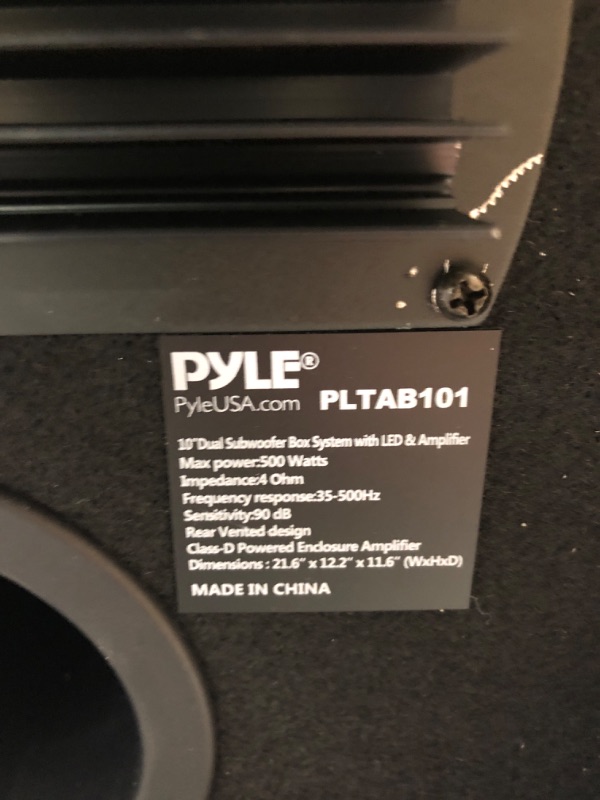 PYLE®
PyleUSA.com PLTAB101
10"Dual Subwoofer Box System with LED & Amplifier
Max power:500 Watts
Impedance:4 Ohm
Frequency response:35-500Hz
Sensitivity:90 dB
Rear Vented design
Class-D Powered Enclosure Amplifier
Dimensions : 21.6" x 12.2" x 11.6" (WxHxD)
MADE IN CHINA